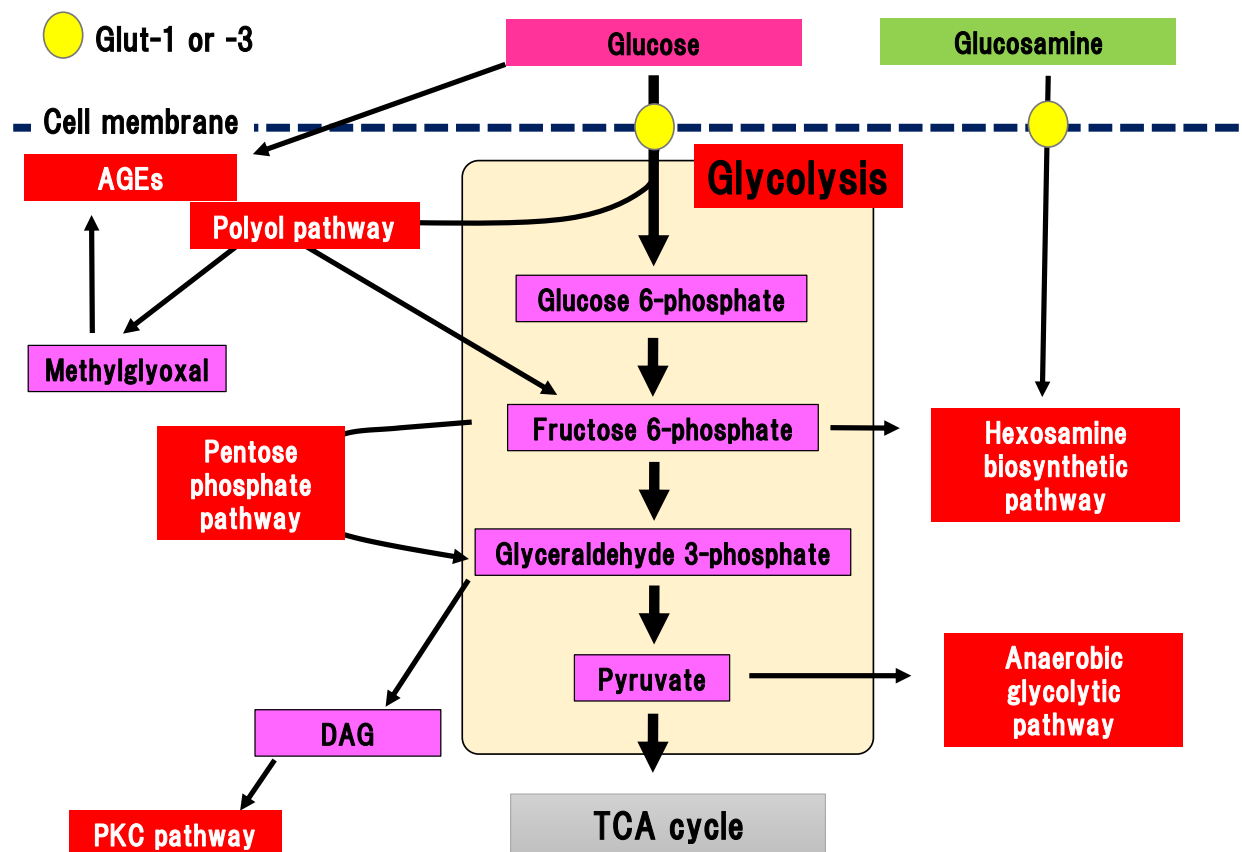 Glut-1 or -3
Glucose
Glucosamine
Cell membrane
AGEs
Glycolysis
Polyol pathway
Glucose 6-phosphate
Methylglyoxal
Fructose 6-phosphate
Hexosamine
biosynthetic
pathway
Pentose
phosphate
pathway
Glyceraldehyde 3-phosphate
Pyruvate
Anaerobic
glycolytic
pathway
DAG
TCA cycle
PKC pathway